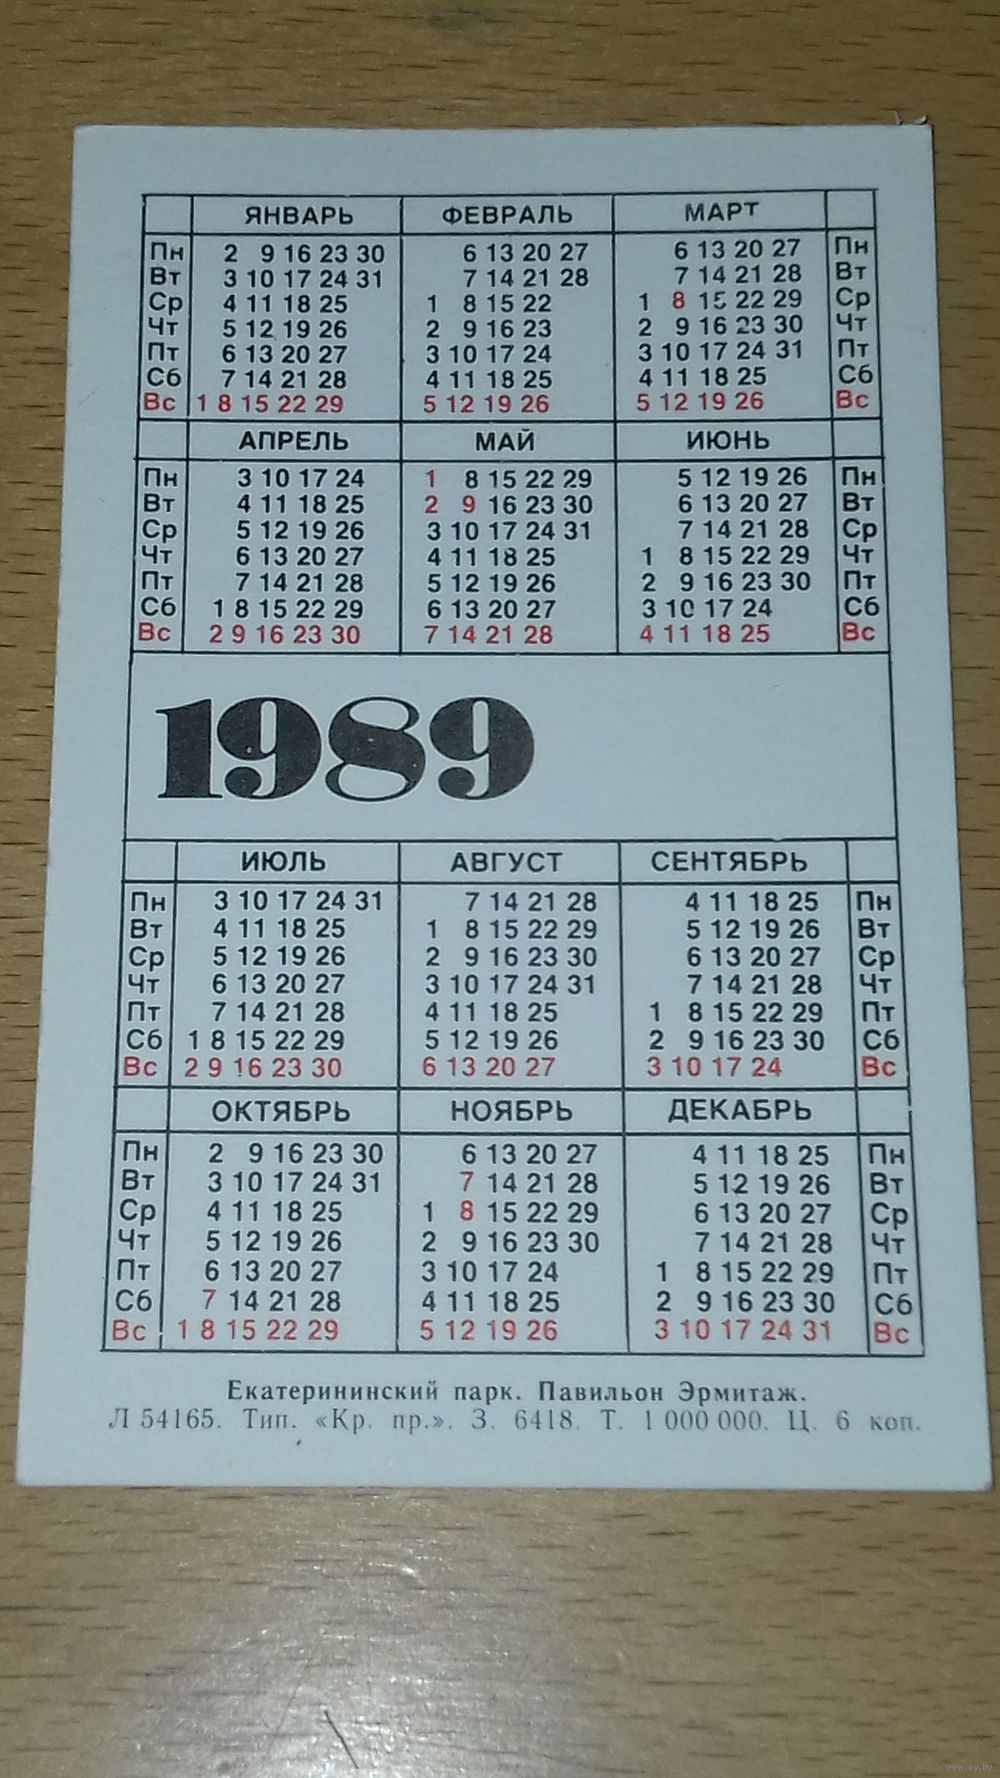 ЯНВАРЬ ФЕВРАЛЬ МАРТ
Пн 2 9 16 23 30 6 13 20 27 6 13 20 27 Пн
Вт 3 10 17 24 31 7 14 21 28 7 14 21 28 Вт
Ср 4 11 18 25 1 8 15 22 1 8 15 22 29 Ср
Чт 5 12 19 26 2 9 16 23 2 9 16 23 30 Чт
Пт 6 13 20 27 3 10 17 24 3 10 17 24 31 Пт
Сб 7 14 21 28 4 11 18 25 4 11 18 25 Сб
Вс 1 8 15 22 29 5 12 19 26 5 12 19 26 Вс
АПРЕЛЬ МАЙ ИЮНЬ
Пн 3 10 17 24 1 8 15 22 29 5 12 19 26 Пн
Вт 4 11 18 25 2 9 16 23 30 6 13 20 27 Вт
Ср 5 12 19 26 3 10 17 24 31 7 14 21 28 Ср
Чт 6 13 20 27 4 11 18 25 1 8 15 22 29 Чт
Пт 7 14 21 28 5 12 19 26 2 9 16 23 30 Пт
Сб 1 8 15 22 29 6 13 20 27 3 10 17 24 Сб
Вс 2 9 16 23 30 7 14 21 28 4 11 18 25 Вс
1989
ИЮЛЬ АВГУСТ СЕНТЯБРЬ
Пн 3 10 17 24 31 7 14 21 28 4 11 18 25 Пн
Вт 4 11 18 25 1 8 15 22 29 5 12 19 26 Вт
Ср 5 12 19 26 2 9 16 23 30 6 13 20 27 Ср
Чт 6 13 20 27 3 10 17 24 31 7 14 21 28 Чт
Пт 7 14 21 28 4 11 18 25 1 8 15 22 29 Пт
Сб 1 8 15 22 29 5 12 19 26 2 9 16 23 30 Сб
Вс 2 9 16 23 30 6 13 20 27 3 10 17 24 Вс
ОКТЯБРЬ НОЯБРЬ ДЕКАБРЬ
Пн 2 9 16 23 30 6 13 20 27 4 11 18 25 Пн
Вт 3 10 17 24 31 7 14 21 28 5 12 19 26 Вт
Ср 4 11 18 25 1 8 15 22 29 6 13 20 27 Ср
Чт 5 12 19 26 2 9 16 23 30 7 14 21 28 Чт
Пт 6 13 20 27 3 10 17 24 1 8 15 22 29 Пт
Сб 7 14 21 28 4 11 18 25 2 9 16 23 30 Сб
Вс 1 8 15 22 29 5 12 19 26 3 10 17 24 31 Вс
Екатерининский парк. Павильон Эрмитаж.
Л 54165. Тип. «Кр. пр.». З. 6418. Т. 1 000 000. Ц. 6 коп.
www.ay.by